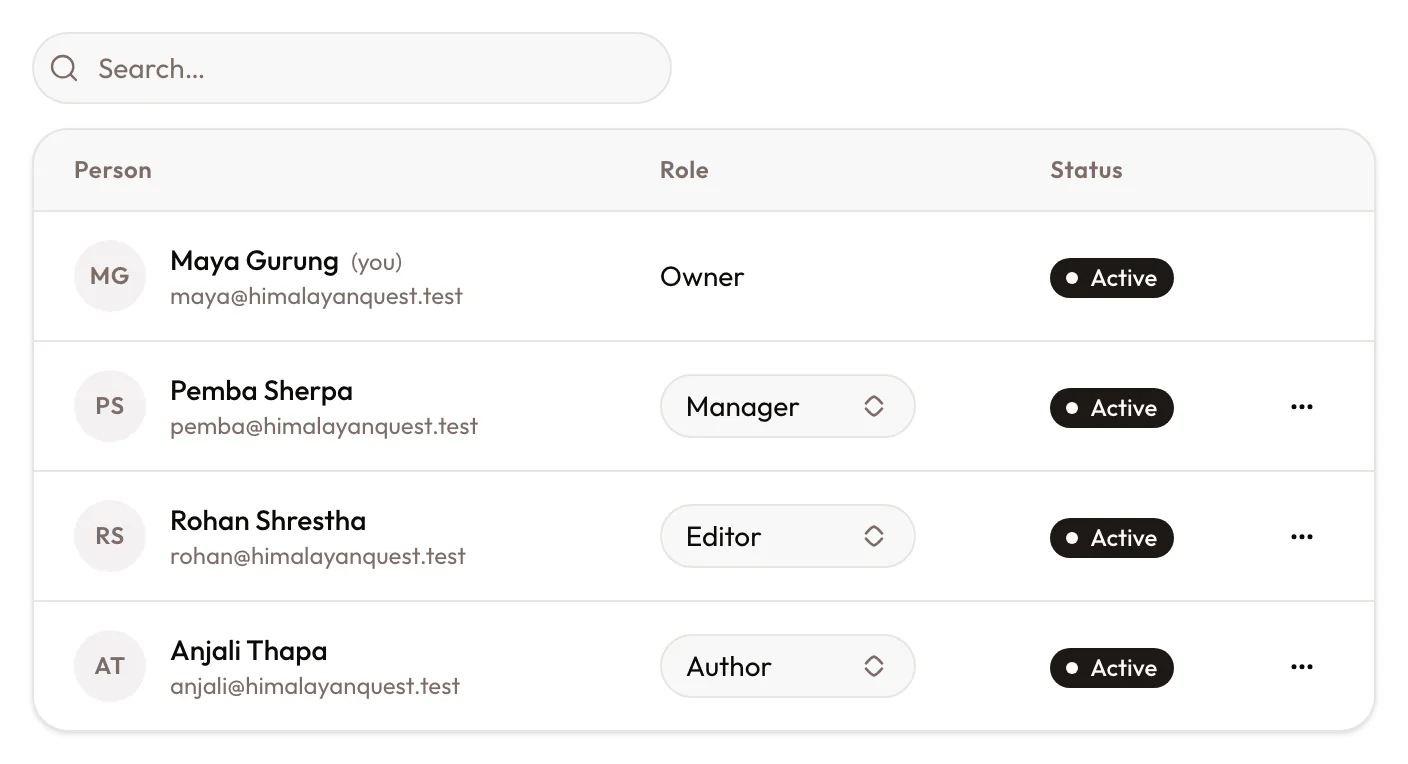 Search...
Person Role Status
MG Maya Gurung (you) Owner Active
maya@himalayanquest.test
PS Pemba Sherpa Manager Active
pemba@himalayanquest.test
RS Rohan Shrestha Editor Active
rohan@himalayanquest.test
AT Anjali Thapa Author Active
anjali@himalayanquest.test